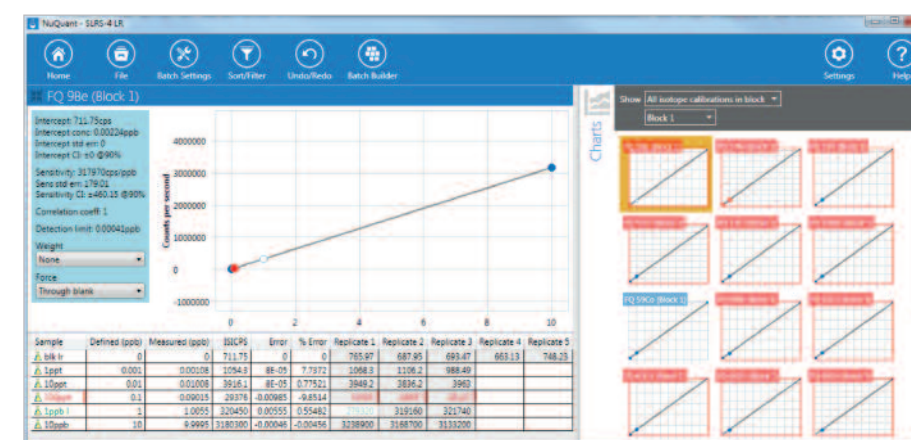 NuQuant - SLRS-4 LR
Home
File
Batch Settings
Sort/Filter
Undo/Redo
Batch Builder
Settings
Help
FQ 9Be (Block 1)
Intercept: 711.75cps
Intercept conc: 0.00224ppb
Intercept std err: 0
Intercept CI: ±0 @90%
Sensitivity: 317970cps/ppb
Sens std err: 179.01
Sensitivity CI: ±460.15 @90%
Correlation coeff: 1
Detection limit: 0.00041ppb
Weight
None
Force
Through blank
Counts per second
4000000
3000000
2000000
1000000
0
-1000000
0 2 4 6 8 10
Charts
Show All isotope calibrations in block
Block 1
FQ 59Co (Block 1)
Sample Defined (ppb) Measured (ppb) ISICPS Error % Error Replicate 1 Replicate 2 Replicate 3 Replicate 4 Replicate 5
blk lr 0 0 711.75 0 0 765.97 687.95 693.47 663.13 748.23
1ppt 0.001 0.00108 1054.3 8E-05 7.7372 1068.3 1106.2 988.49
10ppt 0.01 0.01008 3916.1 8E-05 0.77521 3949.2 3836.2 3963
0.1 0.09015 29376 -0.00985 -9.8514
1ppb l 1 1.0055 320450 0.00555 0.55482 319160 321740
10ppb 10 9.9995 3180300 -0.00046 -0.00456 3238900 3168700 3133200